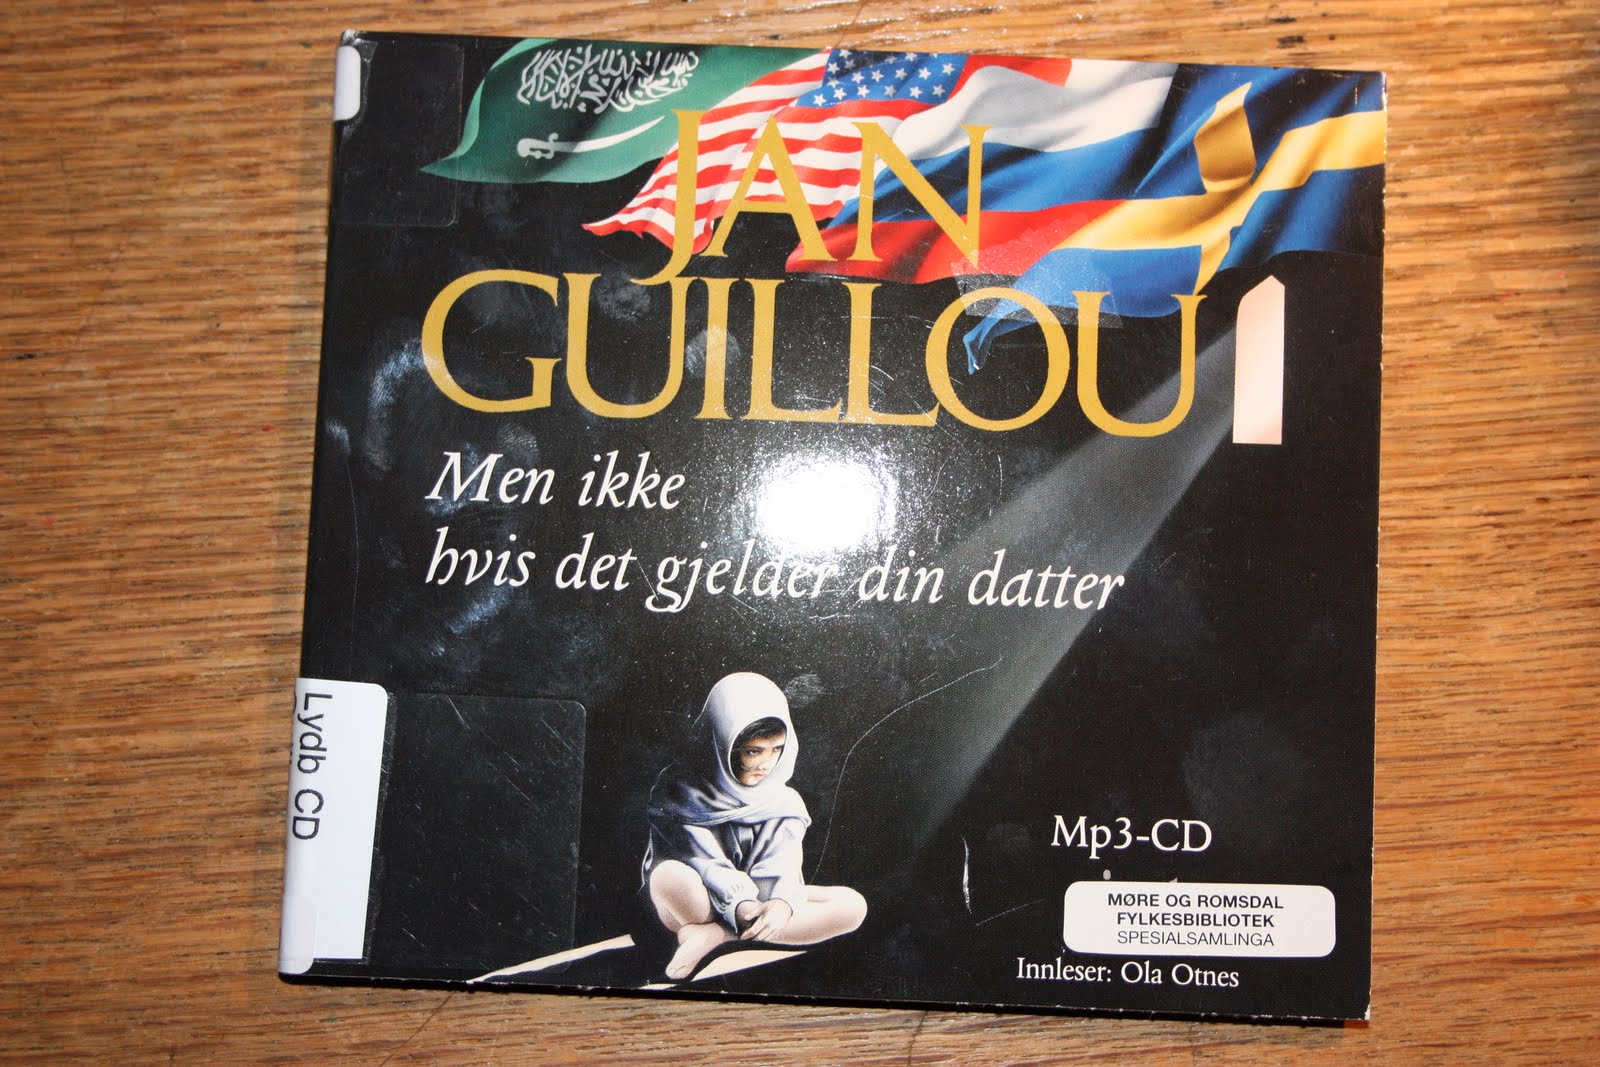 JAN
GUILLOU
Men ikke
hvis det gjelder din datter
Lydb CD
Mp3-CD
MØRE OG ROMSDAL
FYLKESBIBLIOTEK
SPESIALSAMLINGA
Innleser: Ola Otnes